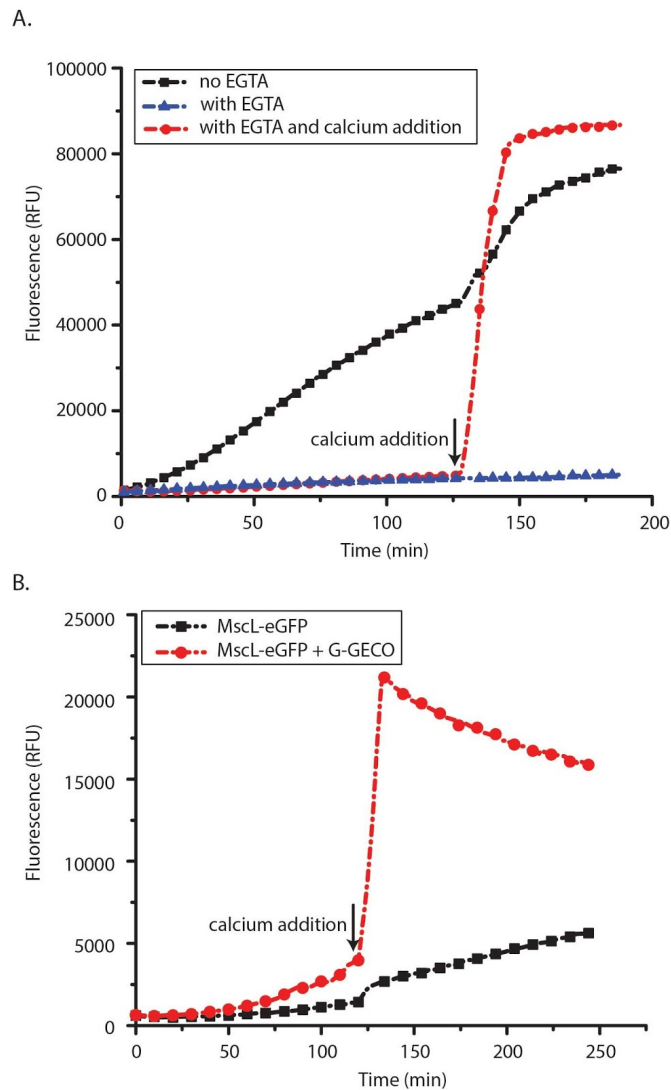 A.
100000
no EGTA
with EGTA
with EGTA and calcium addition
80000
60000
Fluorescence (RFU)
40000
20000
calcium addition
0
0 50 100 150 200
Time (min)
B.
25000
MscL-eGFP
MscL-eGFP + G-GECO
20000
15000
Fluorescence (RFU)
10000
calcium addition
5000
0
0 50 100 150 200 250
Time (min)